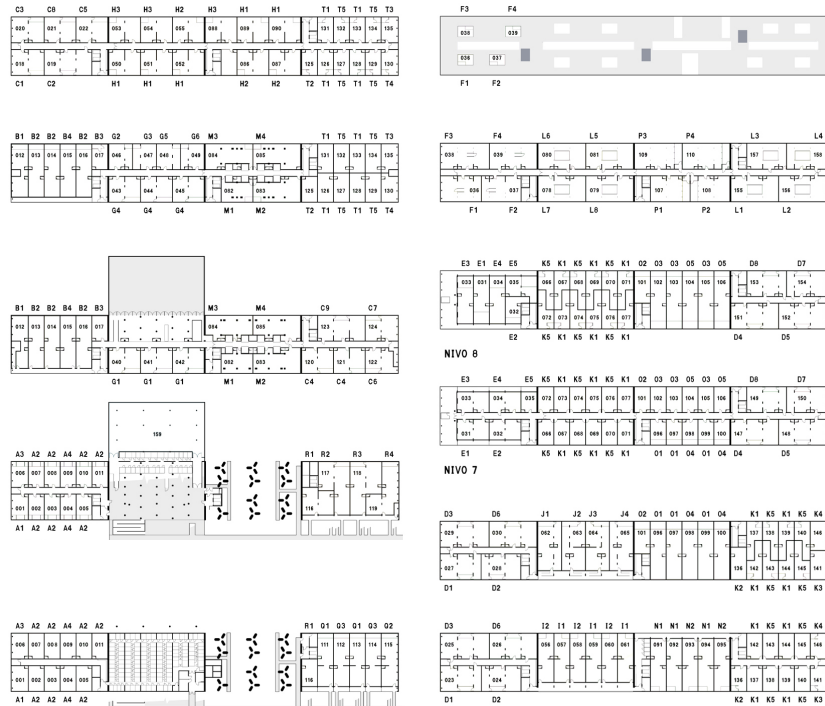 C3 C8 C5 H3 H3 H3 H3 H1 H1 T1 T5 T5 T5 T3
020 021 022 053 054 055 088 089 090 131 132 133 134 135
018 019 050 051 052 086 087 125 126 127 128 129 130
C1 C2 H1 H1 H1 H2 H2 T2 T1 T5 T1 T5 T4
B1 B2 B2 B4 B2 B3 G2 G3 G5 G6 M3 M4 T1 T5 T1 T5 T3
012 013 014 015 016 017 046 047 048 049 084 085 131 132 133 134 135
043 044 045 082 083 125 126 127 128 129 130
G4 G4 G4 M1 M2 T2 T1 T5 T1 T5 T4
B1 B2 B2 B4 B2 B3 M3 M4 C9 C7
012 013 014 015 016 017 084 085 123 124
040 041 042 082 083 120 121 122
G1 G1 G1 M1 M2 C4 C4 C6
159
A3 A2 A2 A4 A2 A2 R1 R2 R3 R4
006 007 008 009 010 011 117 118
001 002 003 004 005 116 119
A1 A2 A2 A4 A2
A3 A2 A2 A4 A2 A2 R1 Q1 Q3 Q1 Q3 Q2
006 007 008 009 010 011 111 112 113 114 115
001 002 003 004 005 116
A1 A2 A2 A4 A2
F3 F4
038 039
036 037
F1 F2
F3 F4 L6 L5 P3 P4 L3 L4
038 039 080 081 109 110 157 158
036 037 078 079 107 108 155 156
F1 F2 L7 L8 P1 P2 L1 L2
E3 E1 E4 E5 K5 K1 K5 K5 K1 K1 O2 O3 O3 O5 O3 O5 D8 D7
033 031 034 035 066 067 068 069 070 071 101 102 103 104 105 106 153 154
032 072 073 074 075 076 077 151 152
E2 K5 K1 K5 K1 K5 K1 D4 D5
NIVO 8
E3 E4 E5 K5 K1 K5 K1 K5 K1 O2 O3 O3 O5 O3 O5 D8 D7
033 034 035 072 073 074 075 076 077 101 102 103 104 105 106 149 150
031 032 066 067 068 069 070 071 096 097 098 099 100 147 148
E1 E2 K5 K1 K5 K1 K5 K1 O1 O1 O4 O1 O4 D4 D5
NIVO 7
D3 D6 J1 J2 J3 J4 O2 O1 O1 O4 O1 O4 K1 K5 K1 K5 K4
029 030 062 063 064 065 101 096 097 098 099 100 137 138 139 140 146
027 028 136 142 143 144 145 141
D1 D2 K2 K1 K5 K1 K5 K3
D3 D6 I2 I1 I1 I1 I2 I1 N1 N1 N2 N1 N2 K1 K5 K1 K5 K4
025 026 056 057 058 059 060 061 091 092 093 094 095 142 143 144 145 146
023 024 136 137 138 139 140 141
D1 D2 K2 K1 K5 K1 K5 K3